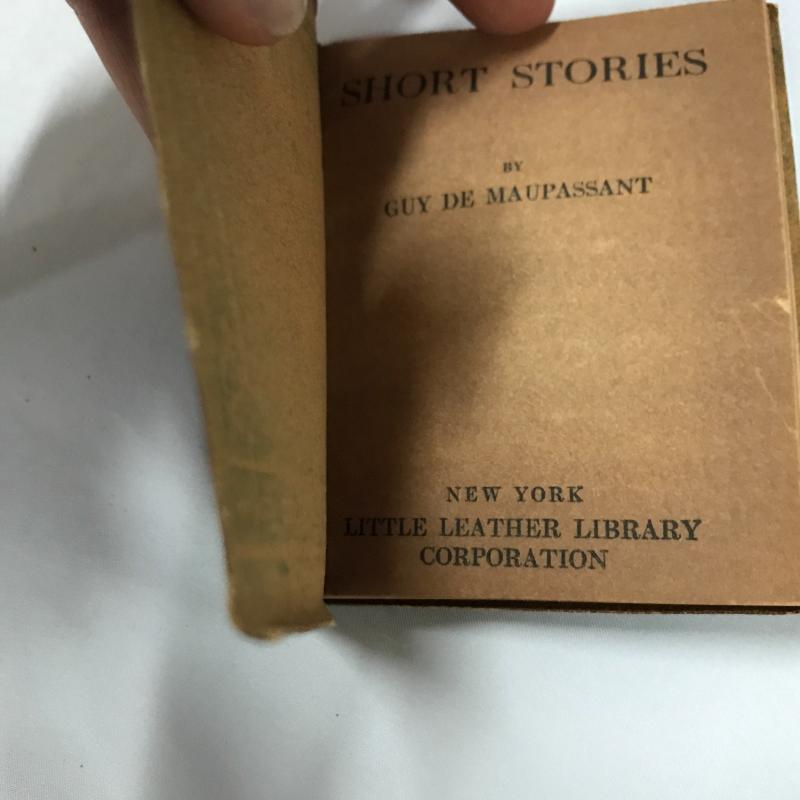 SHORT STORIES
BY
GUY DE MAUPASSANT
NEW YORK
LITTLE LEATHER LIBRARY
CORPORATION